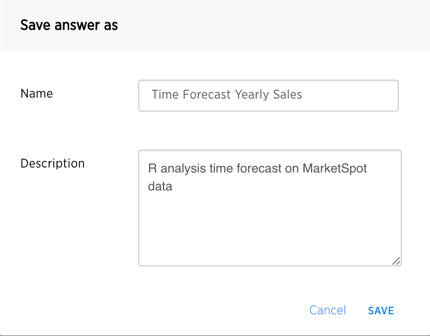 Save answer as
Name
Time Forecast Yearly Sales
Description
R analysis time forecast on MarketSpot
data
Cancel
SAVE